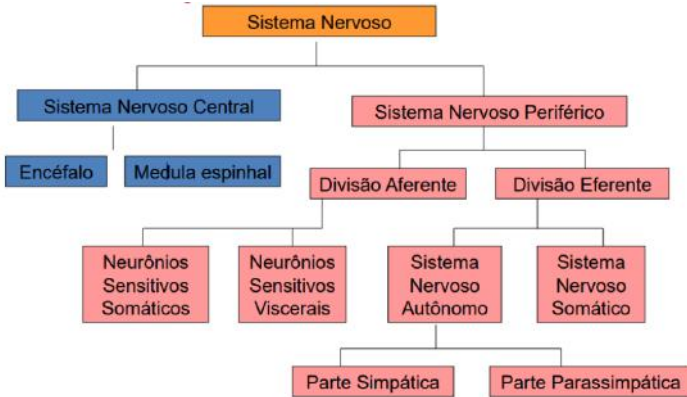 Sistema Nervoso
Sistema Nervoso Central
Sistema Nervoso Periférico
Encéfalo
Medula espinhal
Divisão Aferente
Divisão Eferente
Neurônios
Sensitivos
Somáticos
Neurônios
Sensitivos
Viscerais
Sistema
Nervoso
Autônomo
Sistema
Nervoso
Somático
Parte Simpática
Parte Parassimpática